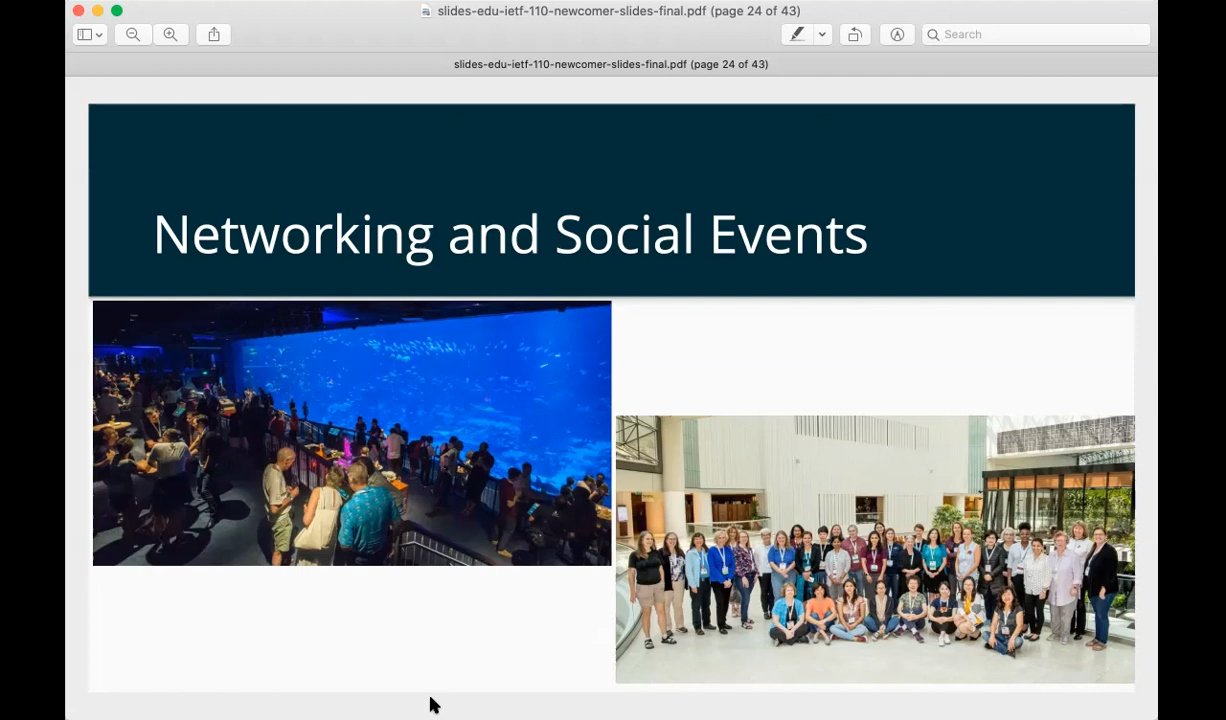 slides-edu-ietf-110-newcomer-slides-final.pdf (page 24 of 43)
Search
slides-edu-ietf-110-newcomer-slides-final.pdf (page 24 of 43)
Networking and Social Events